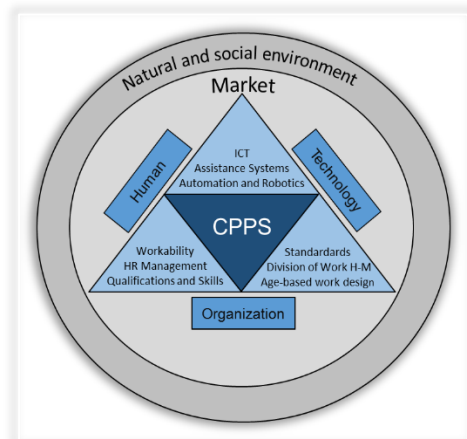 Natural and social environment
Market
Human
Technology
ICT
Assistance Systems
Automation and Robotics
CPPS
Workability
HR Management
Qualifications and Skills
Standardards
Division of Work H-M
Age-based work design
Organization